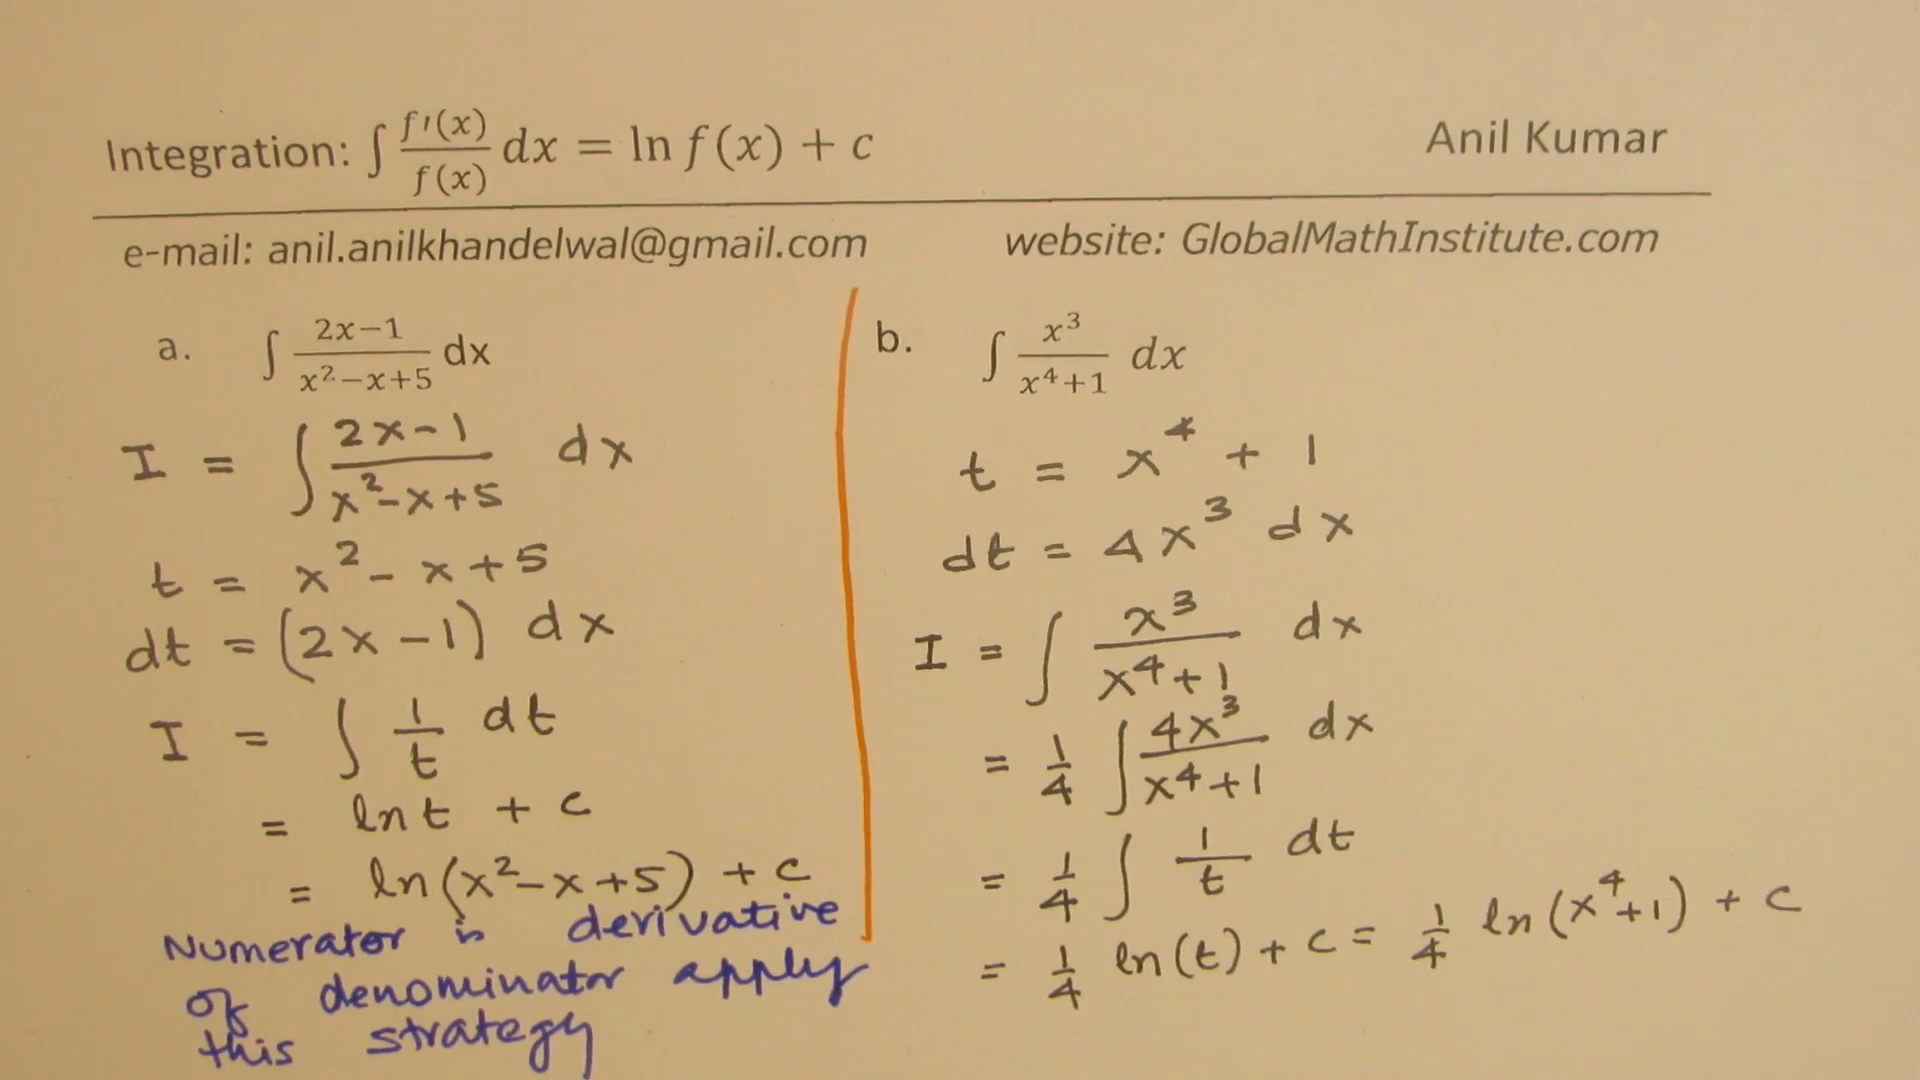 Integration: ∫ f′(x)/f(x) dx = ln f(x) + c
Anil Kumar
e-mail: anil.anilkhandelwal@gmail.com
website: GlobalMathInstitute.com
a. ∫ (2x−1)/(x²−x+5) dx
I = ∫ (2x-1)/(x²-x+5) dx
t = x² - x + 5
dt = (2x - 1) dx
I = ∫ 1/t dt
= ln t + c
= ln(x²-x+5) + c
Numerator is derivative
of denominator apply
this strategy
b. ∫ x³/(x⁴+1) dx
t = x⁴ + 1
dt = 4x³ dx
I = ∫ x³/(x⁴+1) dx
= 1/4 ∫ 4x³/(x⁴+1) dx
= 1/4 ∫ 1/t dt
= 1/4 ln(t) + c = 1/4 ln(x⁴+1) + c